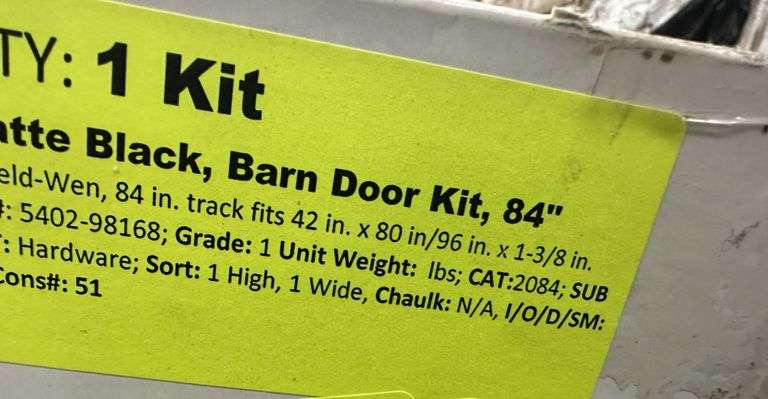 TY: 1 Kit
atte Black, Barn Door Kit, 84"
eld-Wen, 84 in. track fits 42 in. x 80 in/96 in. x 1-3/8 in.
#: 5402-98168; Grade: 1 Unit Weight: lbs; CAT:2084; SUB
: Hardware; Sort: 1 High, 1 Wide, Chaulk: N/A, I/O/D/SM:
Cons#: 51